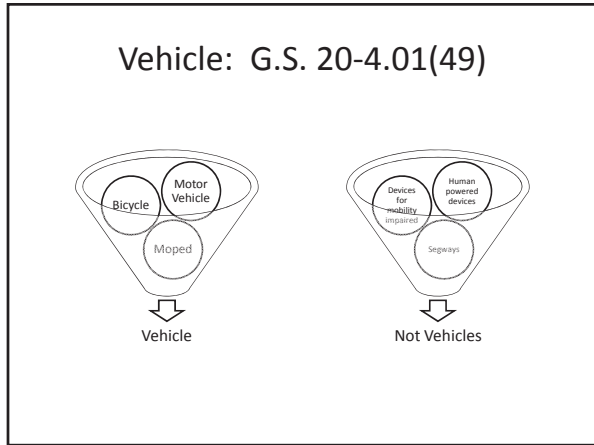 Vehicle: G.S. 20-4.01(49)
Bicycle
Motor
Vehicle
Moped
Vehicle
Devices
for
mobility
impaired
Human
powered
devices
Segways
Not Vehicles